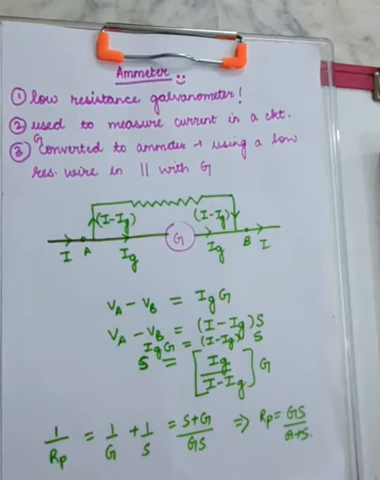 Ammeter
① low resistance galvanometer!
② used to measure current in a ckt.
③ G converted to ammeter → using a low
res. wire in || with G
(I-Ig) (I-Ig)
I A Ig G Ig B I
VA - VB = Ig G
VA - VB = (I-Ig)S
IgG = (I-Ig) S
S = [Ig/I-Ig] G
1/Rp = 1/G + 1/S = S+G/GS ⇒ Rp = GS/G+S.